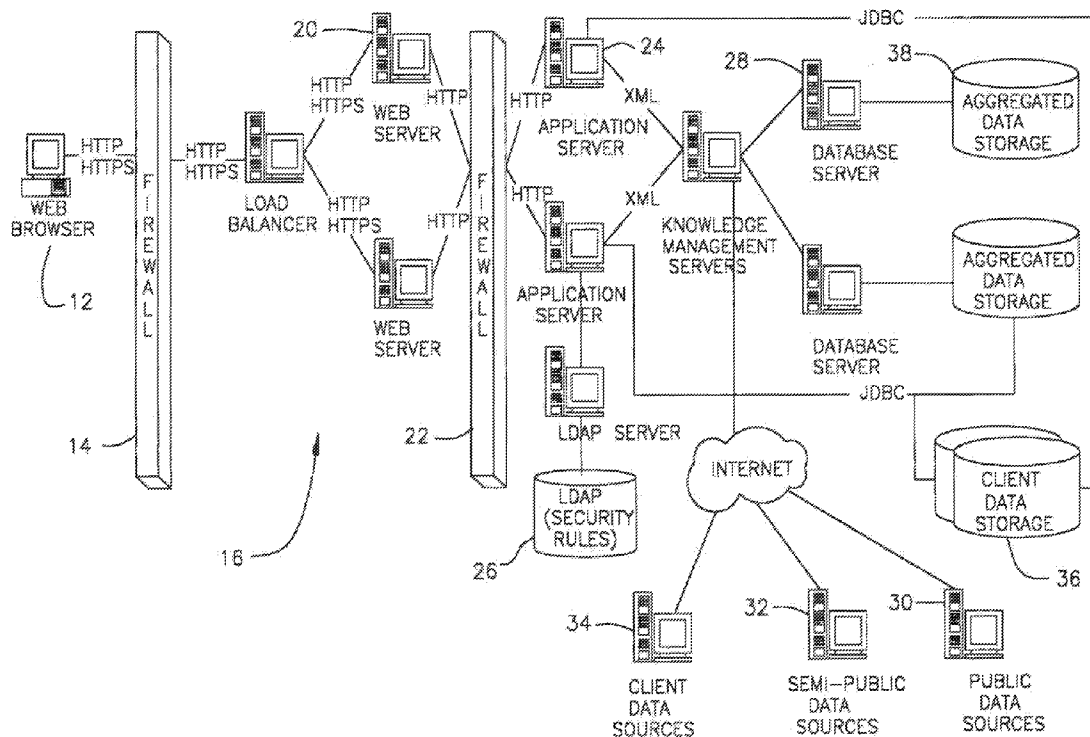 JDBC
20
24
28
38
HTTP
HTTPS
HTTP
HTTP
XML
AGGREGATED
DATA
STORAGE
WEB
SERVER
APPLICATION
SERVER
DATABASE
SERVER
HTTP
HTTPS
HTTP
HTTPS
WEB
BROWSER
12
FIREWALL
LOAD
BALANCER
HTTP
HTTPS
HTTP
FIREWALL
HTTP
XML
KNOWLEDGE
MANAGEMENT
SERVERS
AGGREGATED
DATA
STORAGE
WEB
SERVER
APPLICATION
SERVER
DATABASE
SERVER
JDBC
14
22
LDAP SERVER
INTERNET
CLIENT
DATA
STORAGE
16
LDAP
(SECURITY
RULES)
26
36
34
32
30
CLIENT
DATA
SOURCES
SEMI-PUBLIC
DATA
SOURCES
PUBLIC
DATA
SOURCES